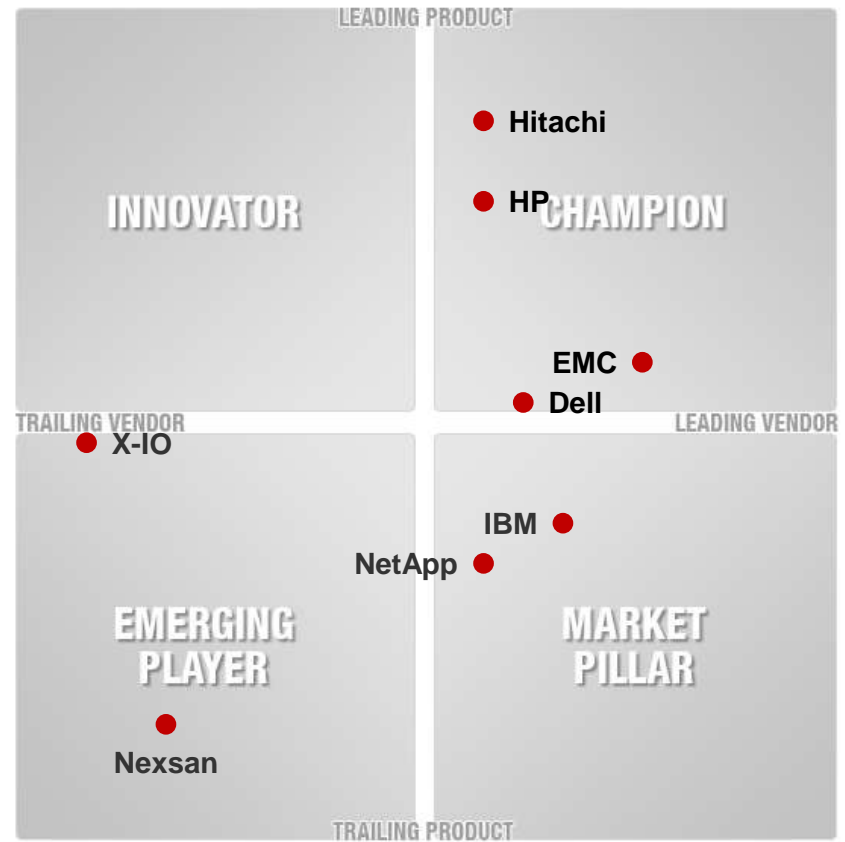 LEADING PRODUCT
Hitachi
INNOVATOR
HP
CHAMPION
EMC
Dell
TRAILING VENDOR
LEADING VENDOR
X-IO
IBM
NetApp
EMERGING
PLAYER
MARKET
PILLAR
Nexsan
TRAILING PRODUCT